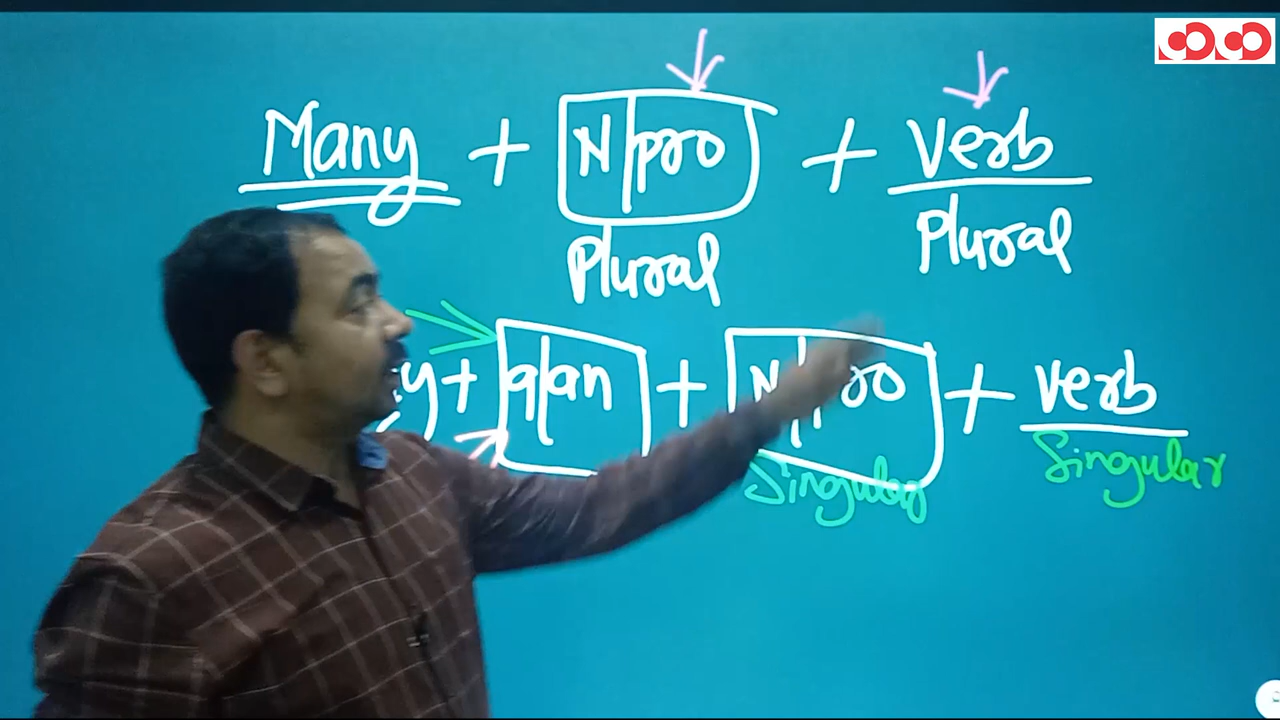 Many + N/pro + Verb
Plural Plural
y + a/an + N/pro + verb
Singular Singular